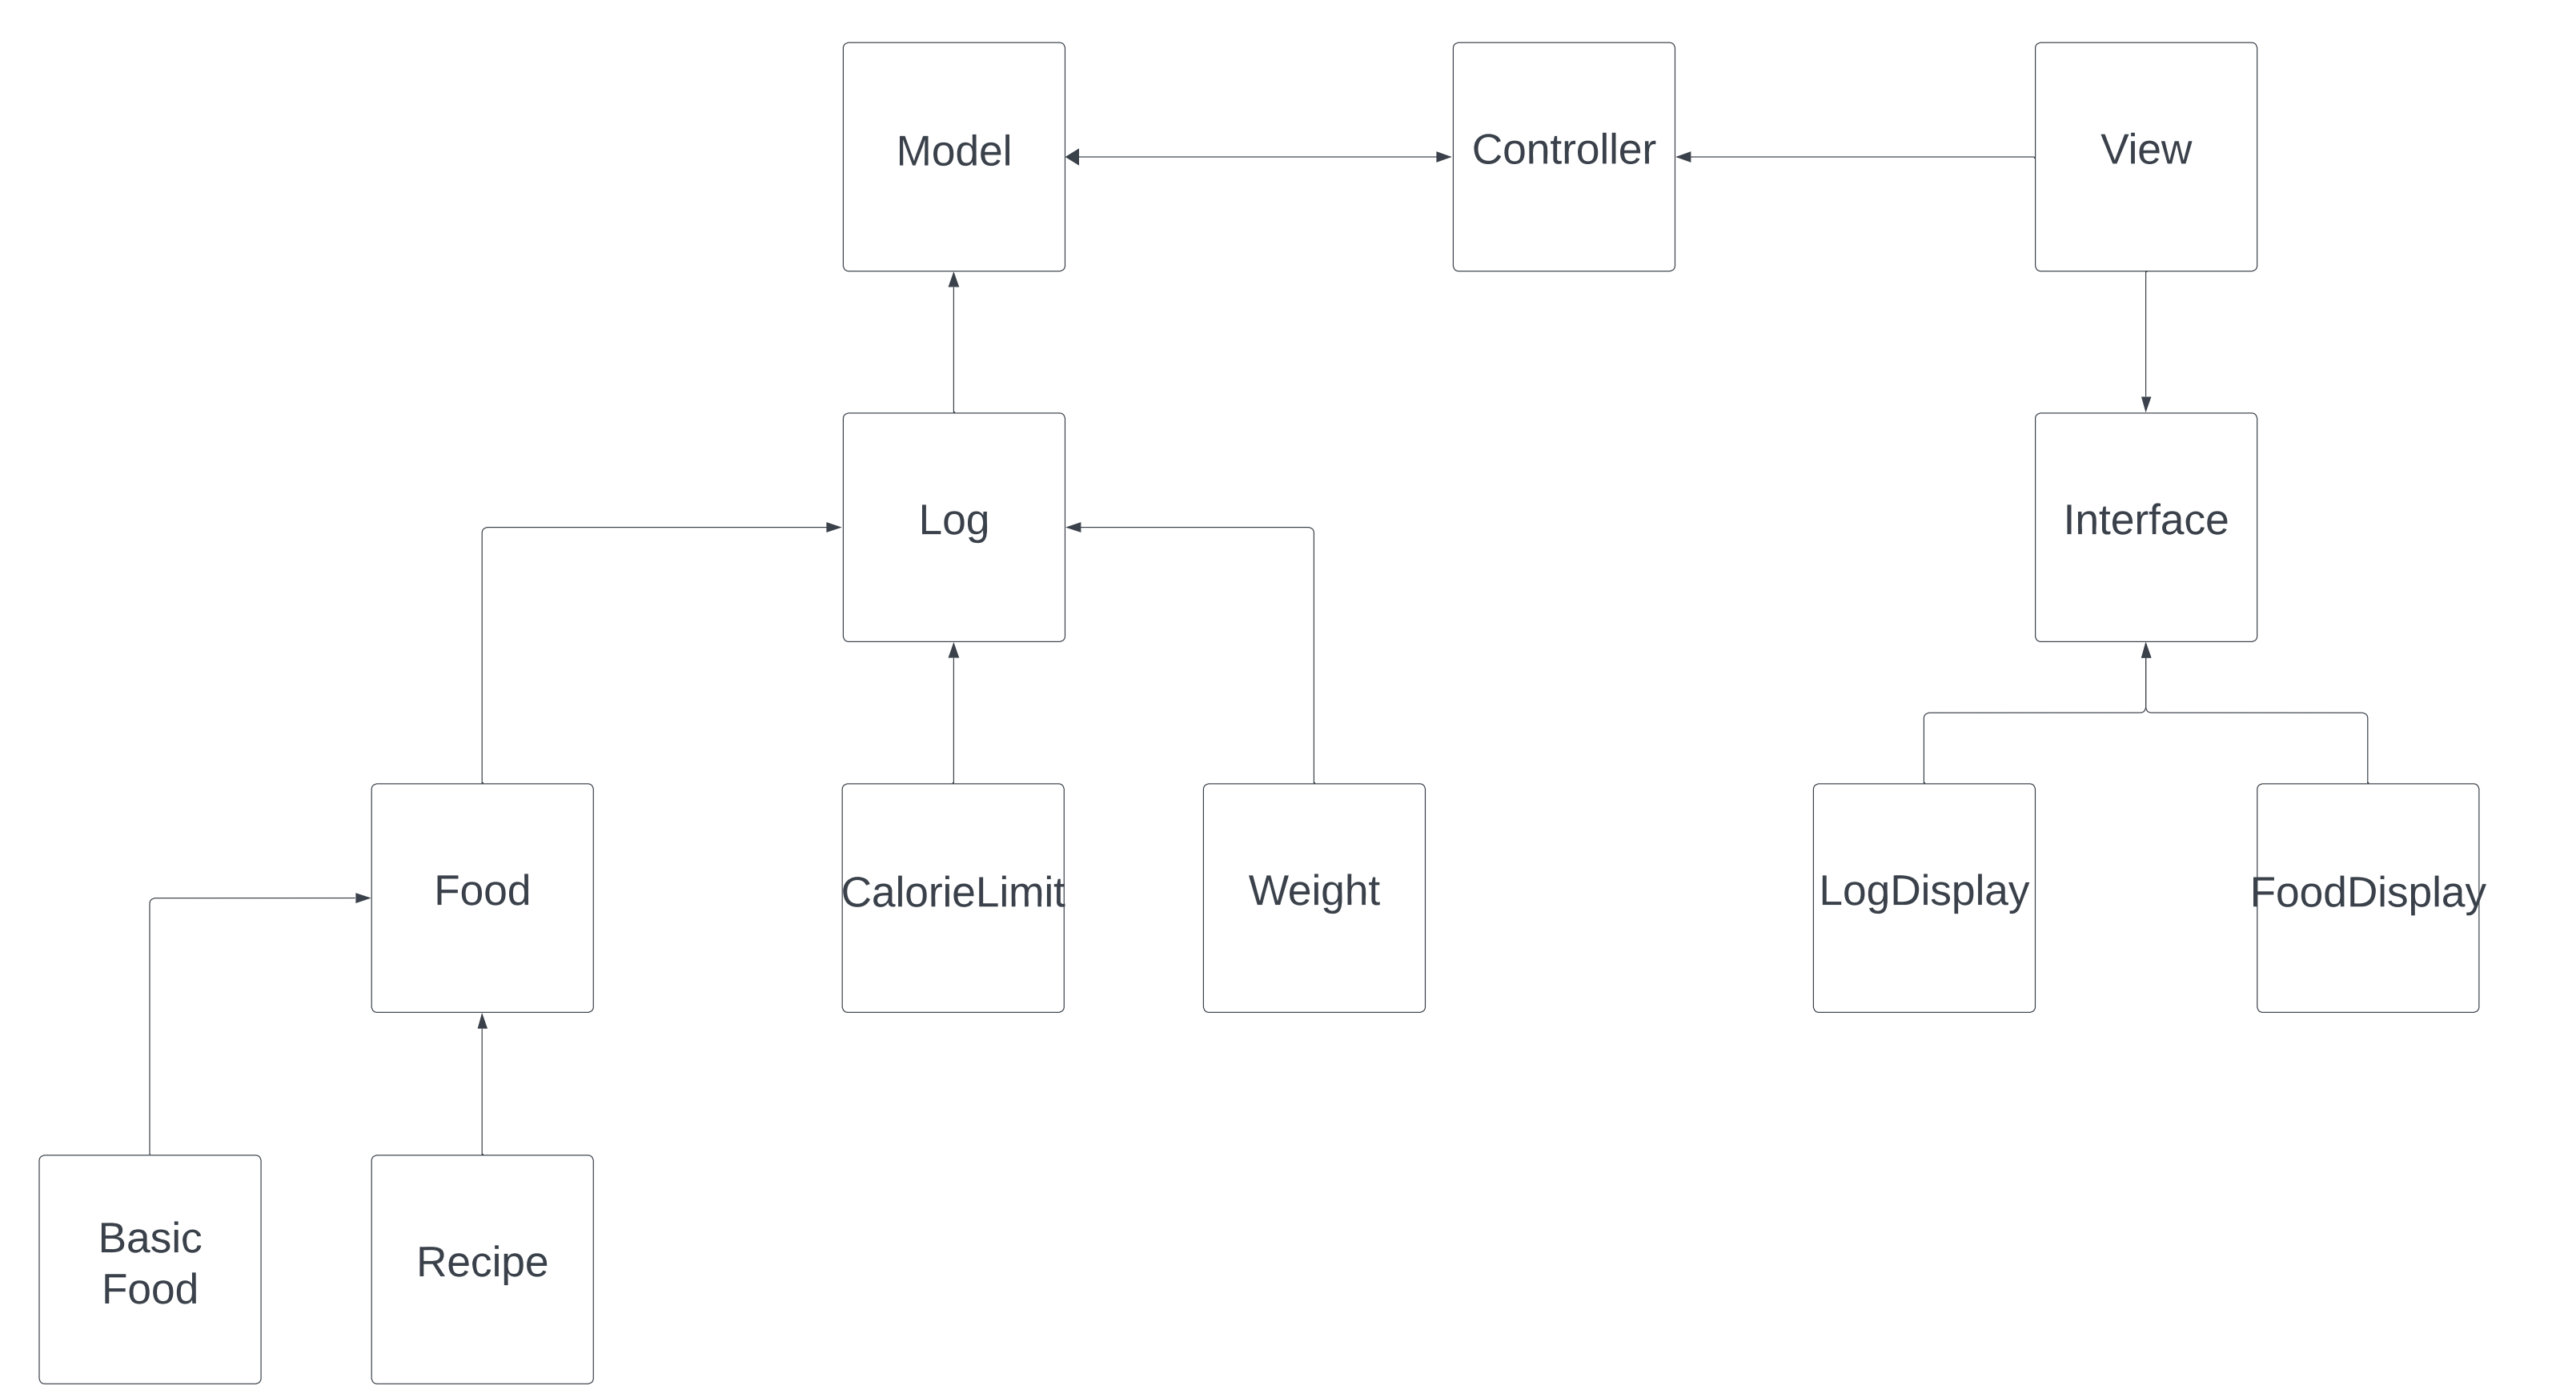 Model
Controller
View
Log
Interface
Food
CalorieLimit
Weight
LogDisplay
FoodDisplay
Basic
Food
Recipe